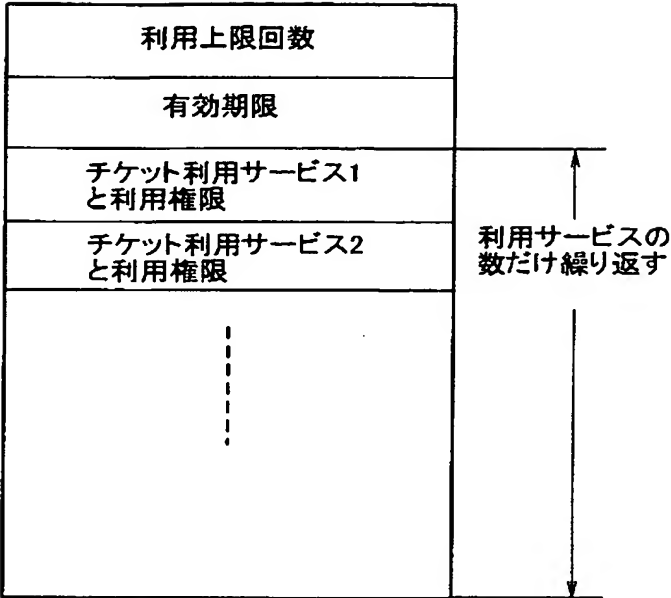 利用上限回数
有効期限
チケット利用サービス1
と利用権限
チケット利用サービス2
と利用権限
利用サービスの
数だけ繰り返す